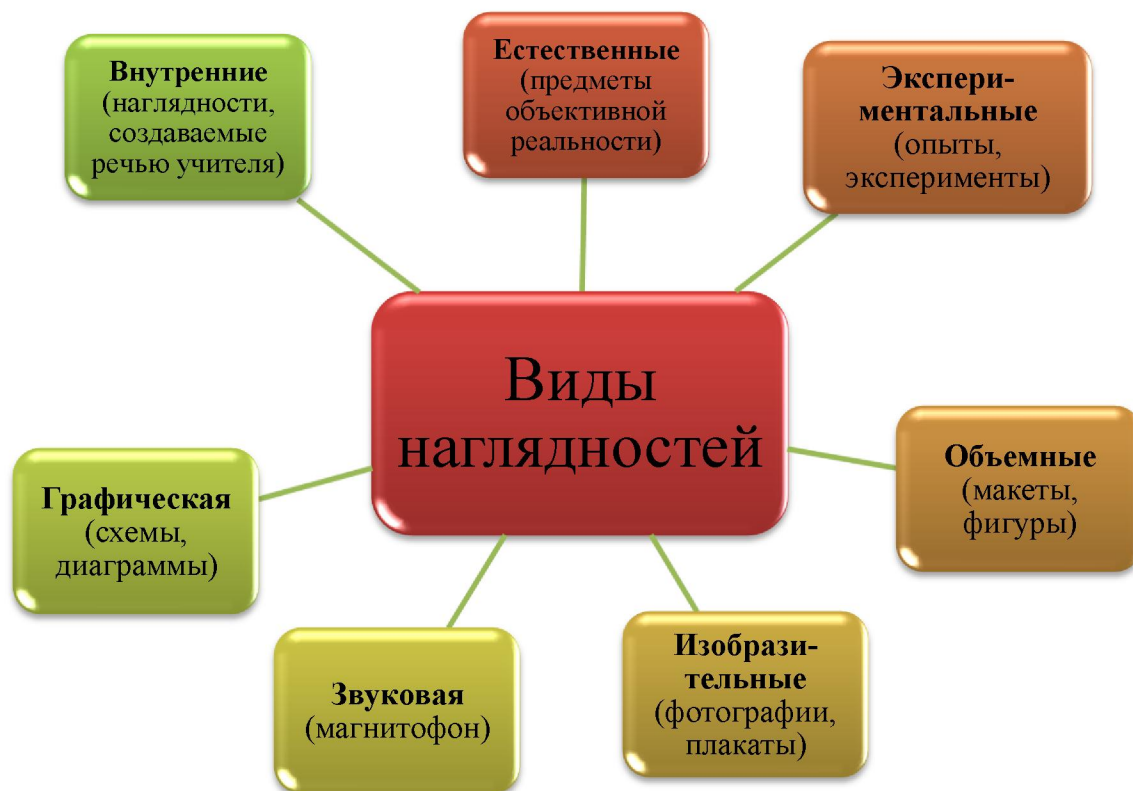 Внутренние
(наглядности,
создаваемые
речью учителя)
Естественные
(предметы
объективной
реальности)
Экспери-
ментальные
(опыты,
эксперименты)
Виды
наглядностей
Графическая
(схемы,
диаграммы)
Объемные
(макеты,
фигуры)
Звуковая
(магнитофон)
Изобрази-
тельные
(фотографии,
плакаты)